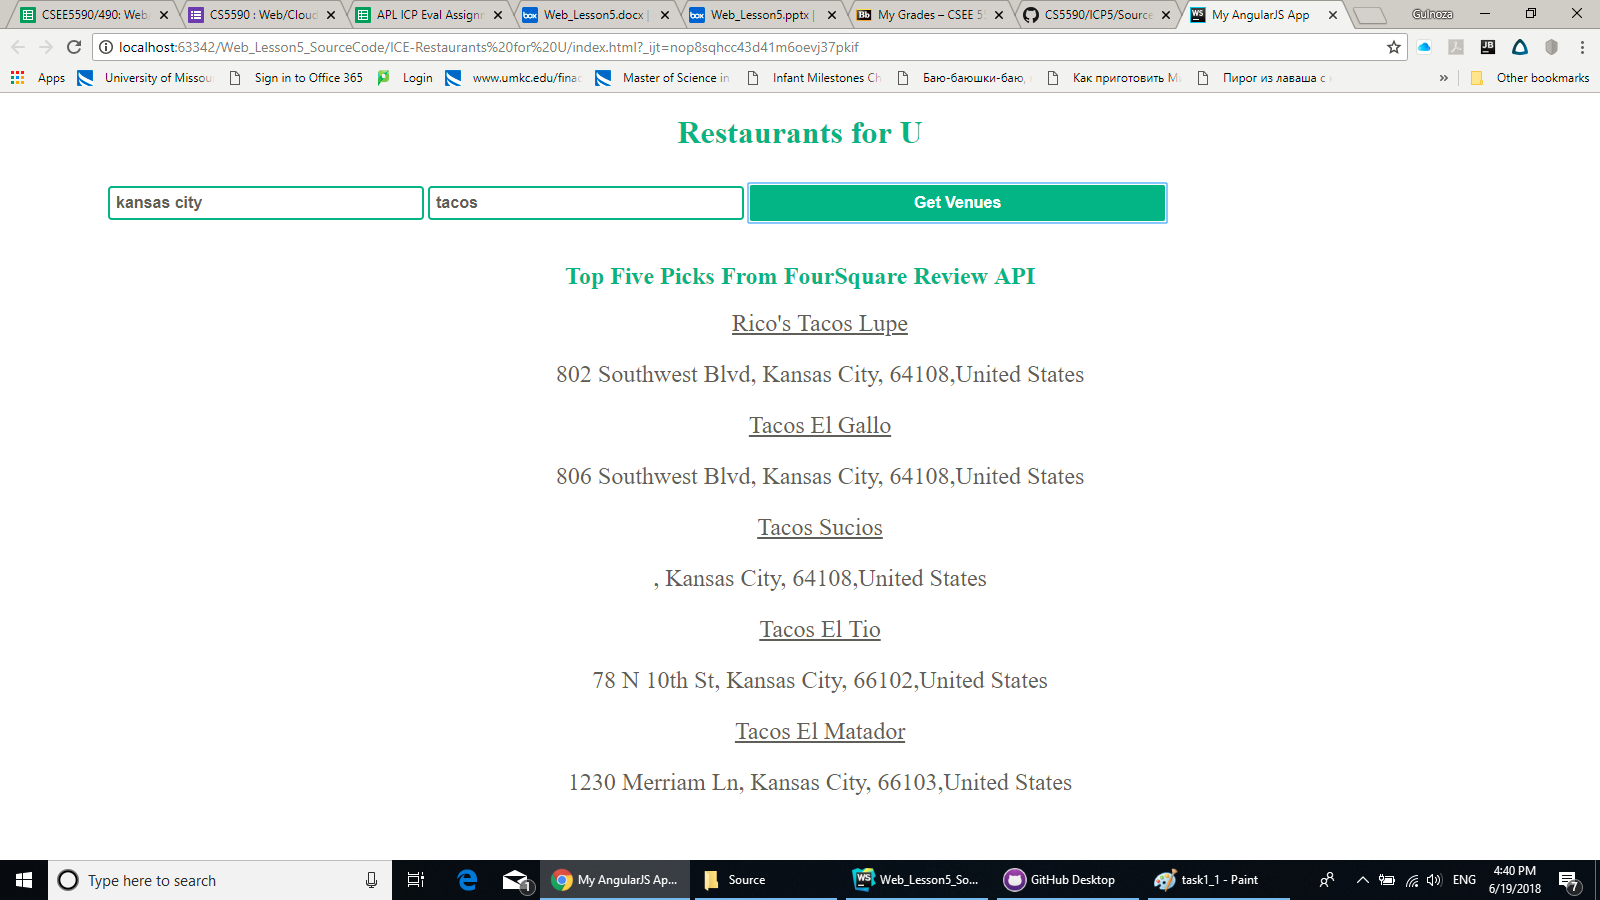 CSEE5590/490: Web/
CS5590 : Web/Cloud
APL ICP Eval Assignm
Web_Lesson5.docx |
Web_Lesson5.pptx |
My Grades – CSEE 55
CS5590/ICP5/Source
My AngularJS App
Gulnoza
localhost:63342/Web_Lesson5_SourceCode/ICE-Restaurants%20for%20U/index.html?_ijt=nop8sqhcc43d41m6oevj37pkif
Apps
University of Missou
Sign in to Office 365
Login
www.umkc.edu/finac
Master of Science in
Infant Milestones Ch
Баю-баюшки-баю,
Как приготовить М
Пирог из лаваша с
» Other bookmarks
Restaurants for U
kansas city
tacos
Get Venues
Top Five Picks From FourSquare Review API
Rico's Tacos Lupe
802 Southwest Blvd, Kansas City, 64108,United States
Tacos El Gallo
806 Southwest Blvd, Kansas City, 64108,United States
Tacos Sucios
, Kansas City, 64108,United States
Tacos El Tio
78 N 10th St, Kansas City, 66102,United States
Tacos El Matador
1230 Merriam Ln, Kansas City, 66103,United States
Type here to search
1
My AngularJS Ap...
Source
Web_Lesson5_So...
GitHub Desktop
task1_1 - Paint
ENG
4:40 PM
6/19/2018
7